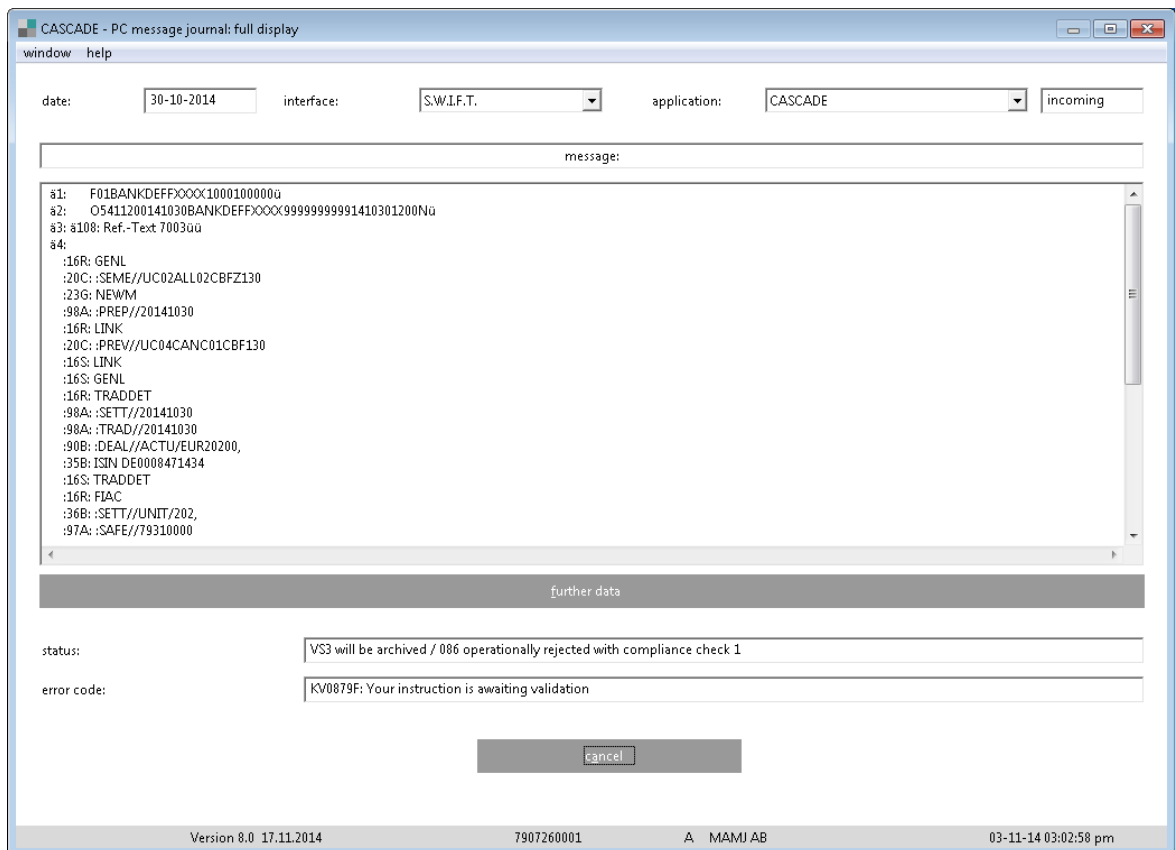 CASCADE - PC message journal: full display
window help
date: 30-10-2014 interface: S.W.I.F.T. application: CASCADE incoming
message:
ä1: F01BANKDEFFXXXX1000100000ü
ä2: O5411200141030BANKDEFFXXXX99999999991410301200Nü
ä3: ä108: Ref.-Text 7003üü
ä4:
:16R: GENL
:20C: :SEME//UC02ALL02CBFZ130
:23G: NEWM
:98A: :PREP//20141030
:16R: LINK
:20C: :PREV//UC04CANC01CBF130
:16S: LINK
:16S: GENL
:16R: TRADDET
:98A: :SETT//20141030
:98A: :TRAD//20141030
:90B: :DEAL//ACTU/EUR20200,
:35B: ISIN DE0008471434
:16S: TRADDET
:16R: FIAC
:36B: :SETT//UNIT/202,
:97A: :SAFE//79310000
further data
status: VS3 will be archived / 086 operationally rejected with compliance check 1
error code: KV0879F: Your instruction is awaiting validation
cancel
Version 8.0 17.11.2014 7907260001 A MAMJ AB 03-11-14 03:02:58 pm